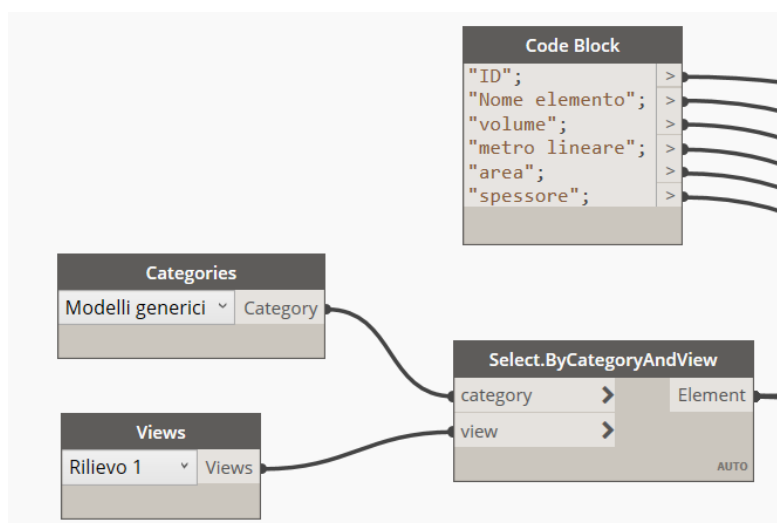 Code Block
"ID"; >
"Nome elemento"; >
"volume"; >
"metro lineare"; >
"area"; >
"spessore"; >
Categories
Modelli generici Category
Select.ByCategoryAndView
category Element
view
AUTO
Views
Rilievo 1 Views